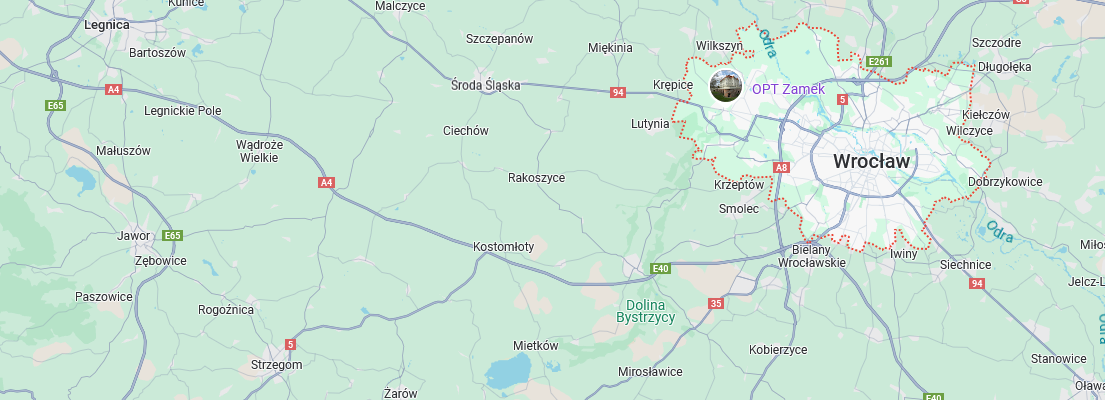 Kunice
Malczyce
Legnica
Szczepanów
Miękinia
Wilkszyn
Odra
Szczodre
Bartoszów
E261
Długołęka
A4
Środa Śląska
94
Krępice
OPT Zamek
5
E65
Legnickie Pole
Ciechów
Lutynia
Kiełczów
Wilczyce
Małuszów
Wądroże
Wielkie
Wrocław
A8
A4
Rakoszyce
Krzeptów
Dobrzykowice
Smolec
Jawor
E65
Kostomłoty
Odra
Zębowice
Bielany
Wrocławskie
Iwiny
Siechnice
E40
94
Jelcz-L
Paszowice
Rogoźnica
Dolina
Bystrzycy
35
5
Mietków
Kobierzyce
Stanowice
Strzegom
Mirosławice
Żarów
E40